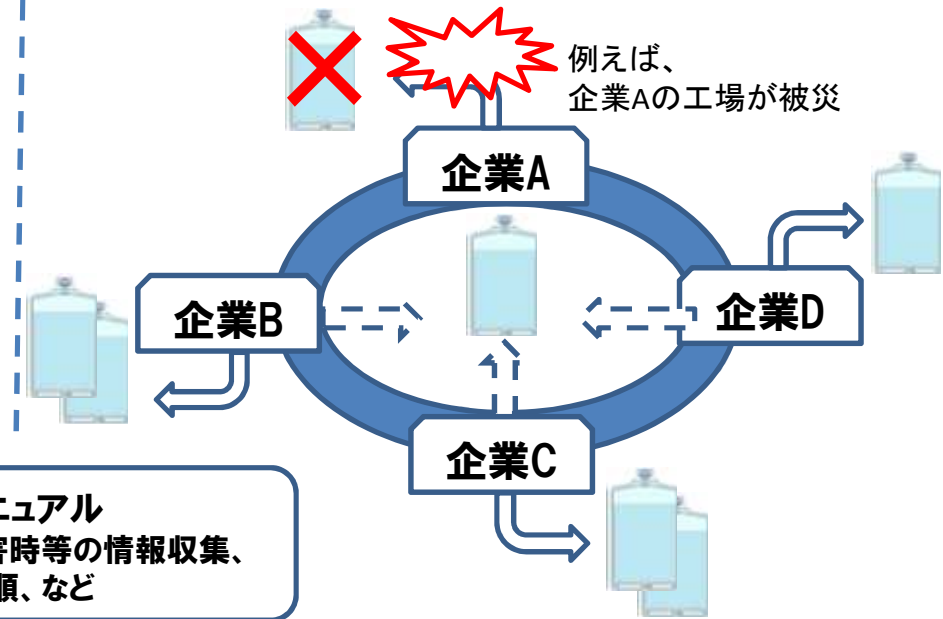 例えば、
企業Aの工場が被災
企業A
企業B
企業D
企業C
ニュアル
害時等の情報収集、
順、など